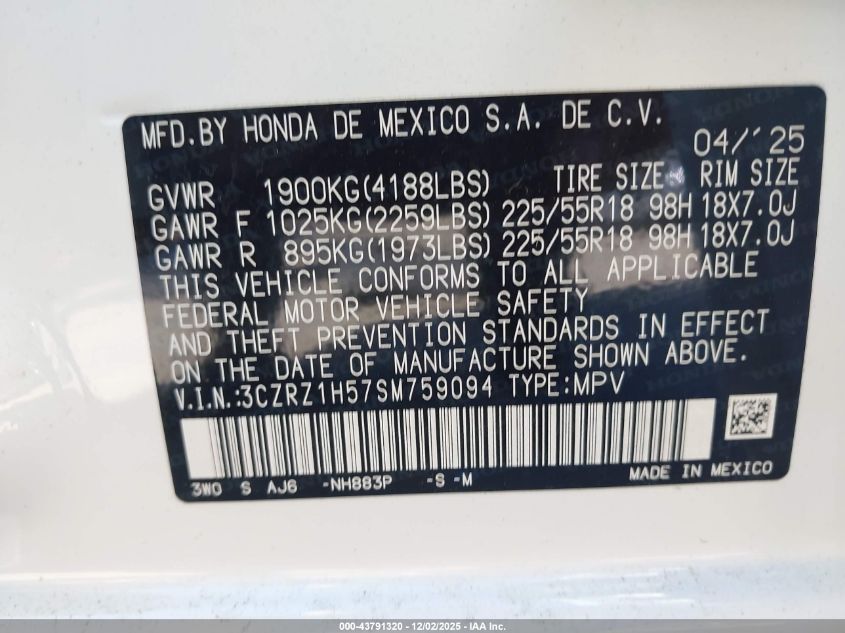 MFD.BY HONDA DE MEXICO S.A. DE C.V.
04/'25
GVWR 1900KG(4188LBS) TIRE SIZE RIM SIZE
GAWR F 1025KG(2259LBS) 225/55R18 98H 18X7.0J
GAWR R 895KG(1973LBS) 225/55R18 98H 18X7.0J
THIS VEHICLE CONFORMS TO ALL APPLICABLE
FEDERAL MOTOR VEHICLE SAFETY
AND THEFT PREVENTION STANDARDS IN EFFECT
ON THE DATE OF MANUFACTURE SHOWN ABOVE.
V.I.N.:3CZRZ1H57SM759094 TYPE:MPV
3W0 S AJ6 -NH883P -S -M MADE IN MEXICO
000-43791320 - 12/02/2025 - IAA Inc.